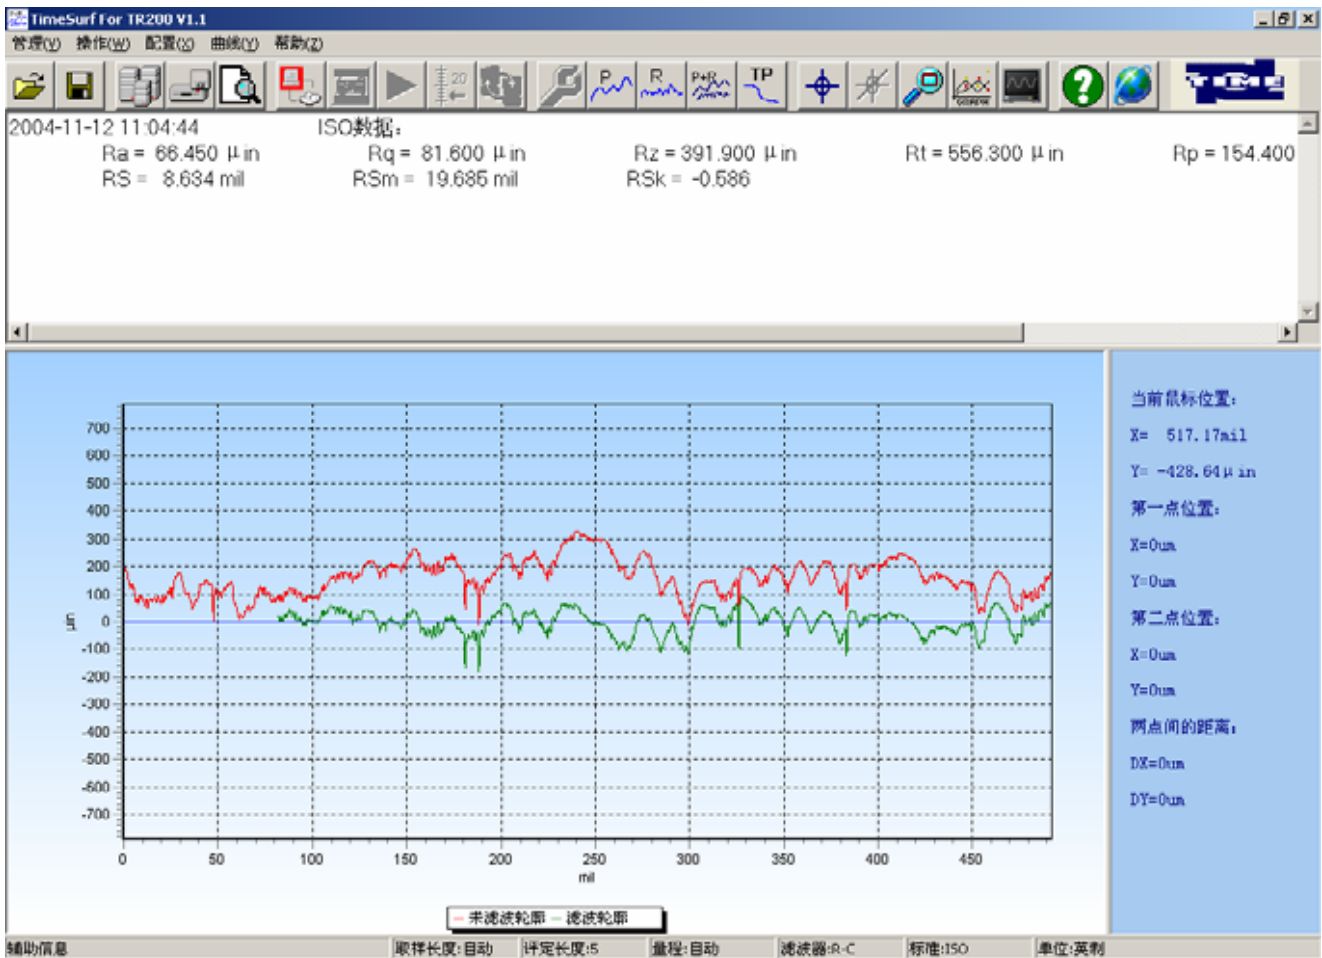 TimeSurf For TR200 V1.1
管理(Y) 操作(W) 配置(X) 曲线(Y) 帮助(Z)
20 P R P+R TP
2004-11-12 11:04:44 ISO数据:
Ra = 66.450 μin Rq = 81.600 μin Rz = 391.900 μin Rt = 556.300 μin Rp = 154.400
RS = 8.634 mil RSm = 19.685 mil RSk = -0.586
当前鼠标位置:
X= 517.17mil
Y= -428.64μin
第一点位置:
X=0um
Y=0um
第二点位置:
X=0um
Y=0um
两点间的距离:
DX=0um
DY=0um
700
600
500
400
300
200
100
0
-100
-200
-300
-400
-500
-600
-700
μin
0 50 100 150 200 250 300 350 400 450
mil
未滤波轮廓 滤波轮廓
辅助信息 取样长度:自动 评定长度:5 量程:自动 滤波器:R-C 标准:ISO 单位:英制